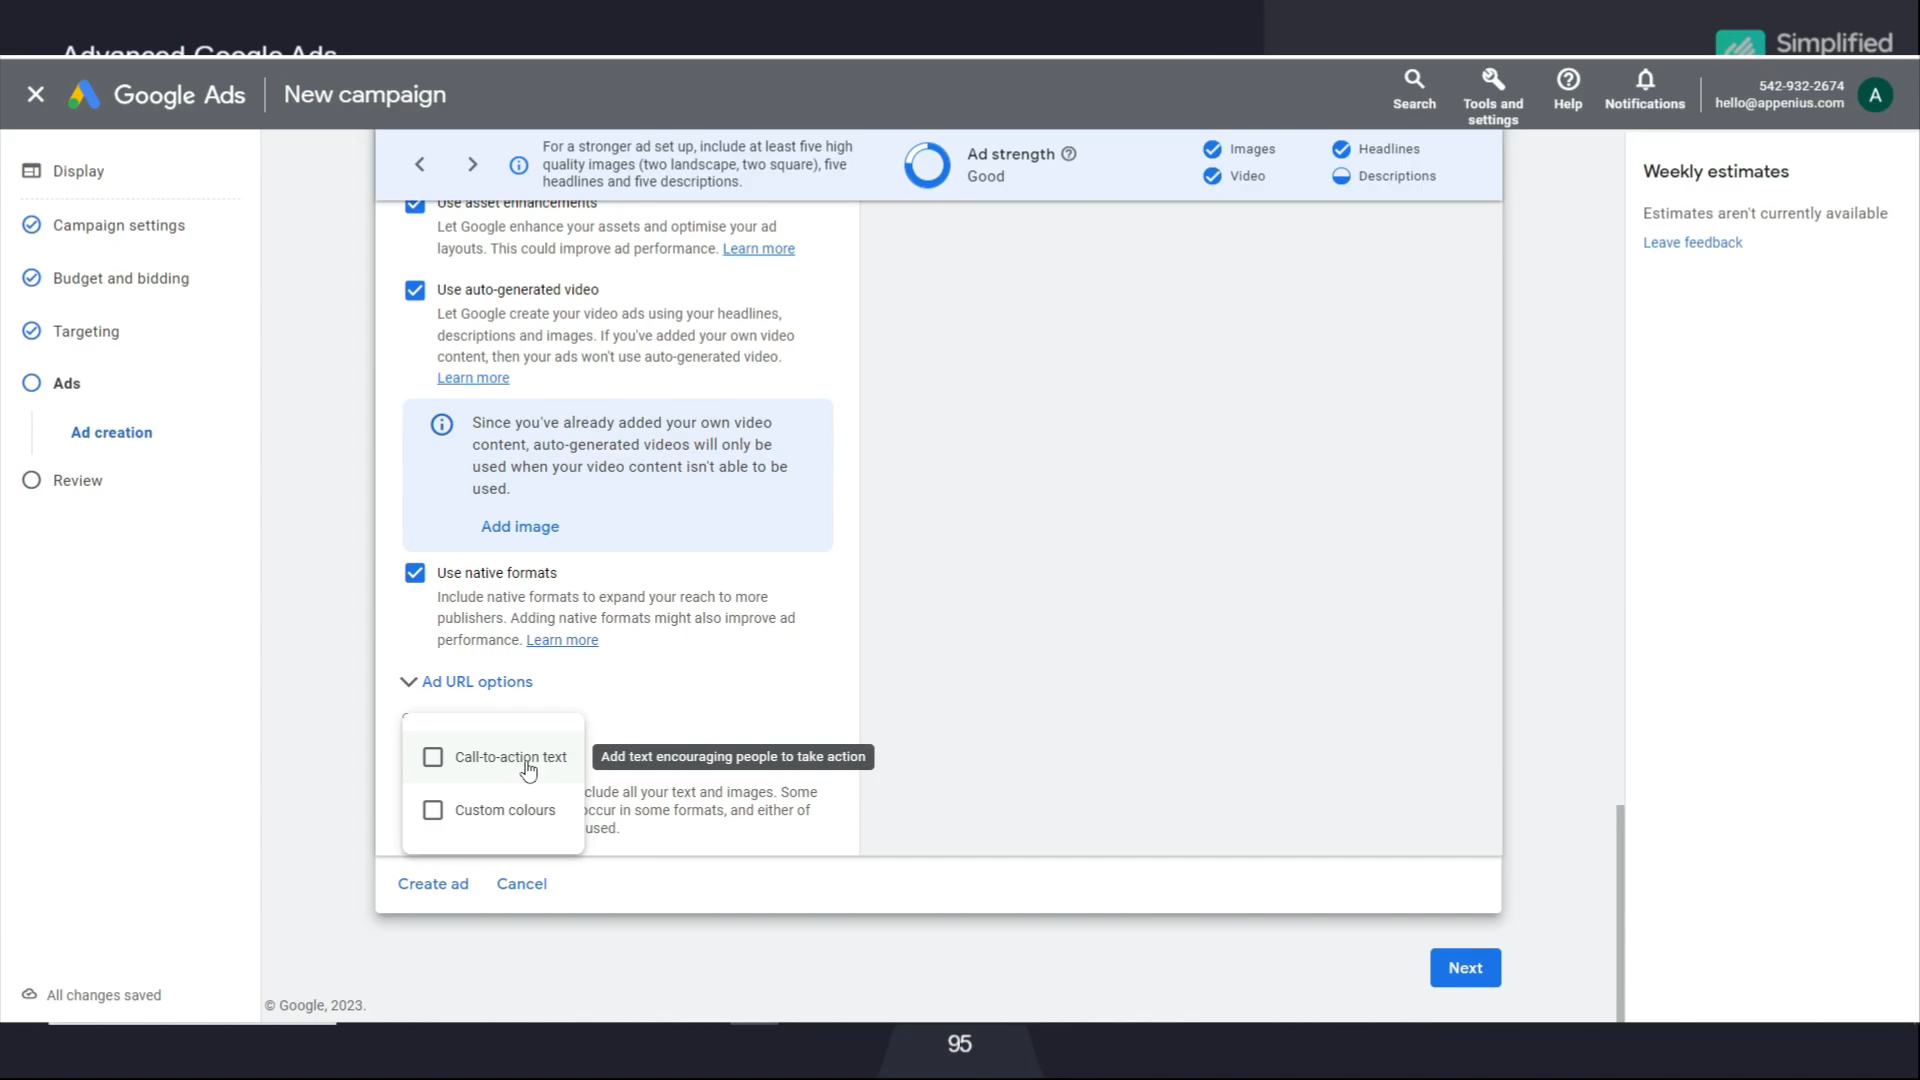 Advanced Google Ads
Simplified
Google Ads
New campaign
Search
Tools and
settings
Help
Notifications
542-932-2674
hello@appenius.com
A
Display
Campaign settings
Budget and bidding
Targeting
Ads
Ad creation
Review
All changes saved
For a stronger ad set up, include at least five high
quality images (two landscape, two square), five
headlines and five descriptions.
Ad strength
Good
Images
Video
Headlines
Descriptions
Use asset enhancements
Let Google enhance your assets and optimise your ad
layouts. This could improve ad performance. Learn more
Use auto-generated video
Let Google create your video ads using your headlines,
descriptions and images. If you've added your own video
content, then your ads won't use auto-generated video.
Learn more
Since you've already added your own video
content, auto-generated videos will only be
used when your video content isn't able to be
used.
Add image
Use native formats
Include native formats to expand your reach to more
publishers. Adding native formats might also improve ad
performance. Learn more
Ad URL options
Call-to-action text
Add text encouraging people to take action
Custom colours
clude all your text and images. Some
occur in some formats, and either of
used.
Create ad
Cancel
Next
© Google, 2023.
Weekly estimates
Estimates aren't currently available
Leave feedback
95